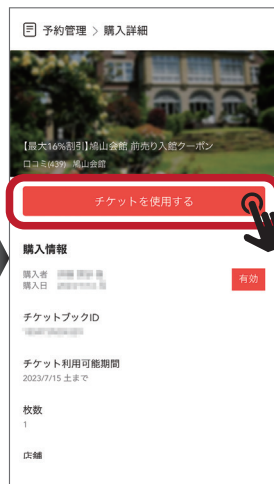 予約管理 > 購入詳細
【最大16%割引】鳩山会館 前売り入館クーポン
口コミ(439) 鳩山会館
チケットを使用する
購入情報
購入者
購入日
有効
チケットブックID
チケット利用可能期間
2023/7/15 土まで
枚数
1
店舗